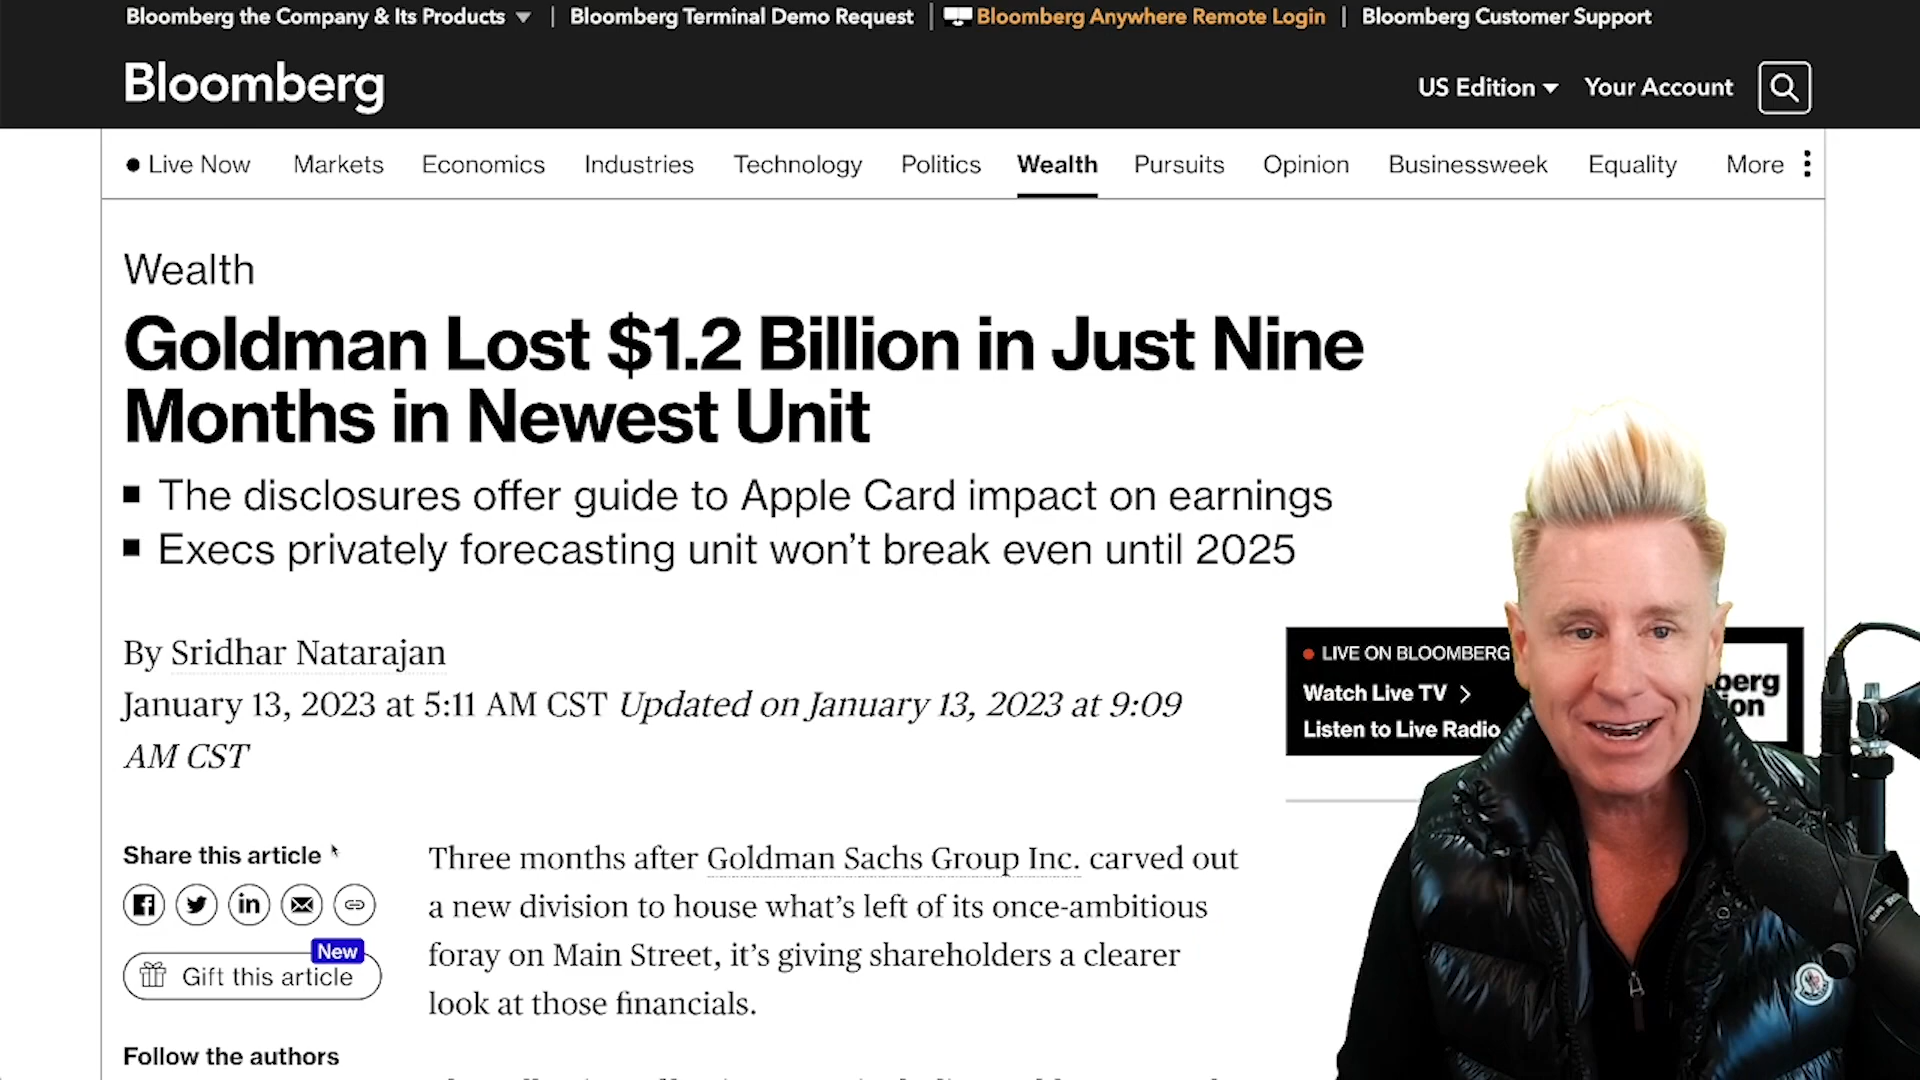 Bloomberg the Company & Its Products
Bloomberg Terminal Demo Request
Bloomberg Anywhere Remote Login
Bloomberg Customer Support
Bloomberg
US Edition
Your Account
Live Now
Markets
Economics
Industries
Technology
Politics
Wealth
Pursuits
Opinion
Businessweek
Equality
More
Wealth
Goldman Lost $1.2 Billion in Just Nine
Months in Newest Unit
The disclosures offer guide to Apple Card impact on earnings
Execs privately forecasting unit won’t break even until 2025
By Sridhar Natarajan
January 13, 2023 at 5:11 AM CST Updated on January 13, 2023 at 9:09
AM CST
LIVE ON BLOOMBERG
Watch Live TV
Listen to Live Radio
Share this article
New
Gift this article
Follow the authors
Three months after Goldman Sachs Group Inc. carved out
a new division to house what’s left of its once-ambitious
foray on Main Street, it’s giving shareholders a clearer
look at those financials.